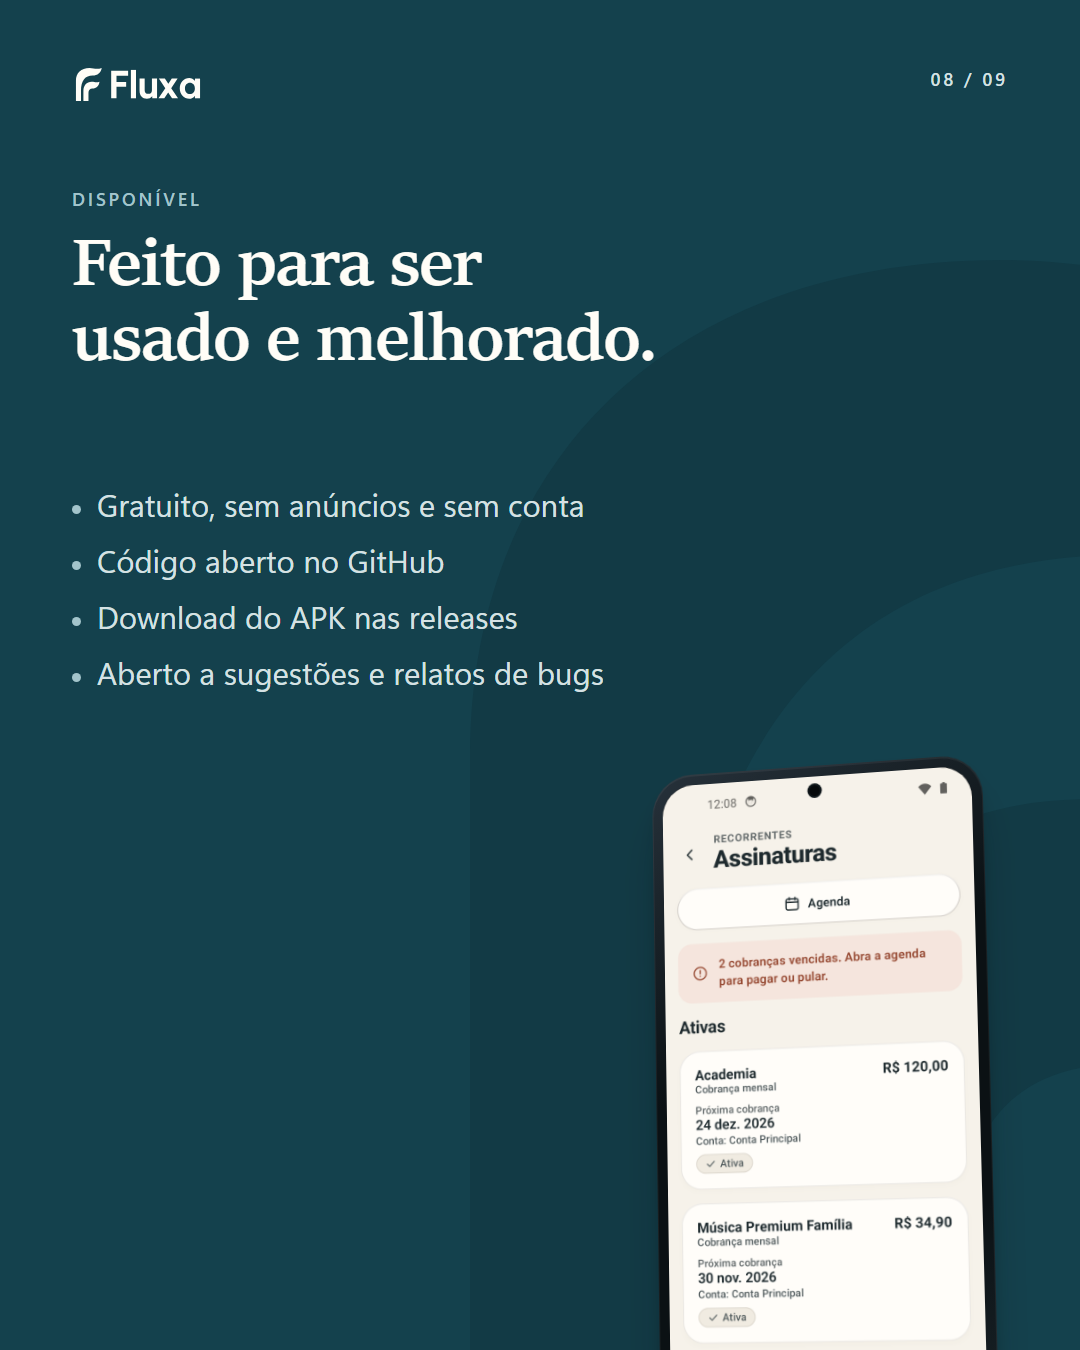 Fluxa
08 / 09
DISPONÍVEL
Feito para ser
usado e melhorado.
Gratuito, sem anúncios e sem conta
Código aberto no GitHub
Download do APK nas releases
Aberto a sugestões e relatos de bugs
12:08
RECORRENTES
Assinaturas
Agenda
2 cobranças vencidas. Abra a agenda
para pagar ou pular.
Ativas
Academia
R$ 120,00
Cobrança mensal
Próxima cobrança
24 dez. 2026
Conta: Conta Principal
Ativa
Música Premium Família
R$ 34,90
Cobrança mensal
Próxima cobrança
30 nov. 2026
Conta: Conta Principal
Ativa